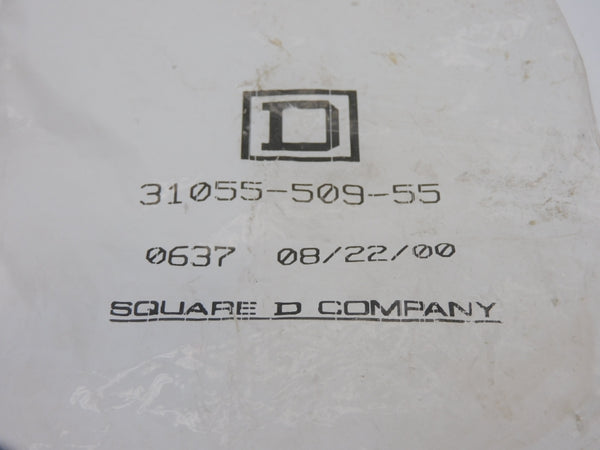 D
31055-509-55
0637 08/22/00
SQUARE D COMPANY